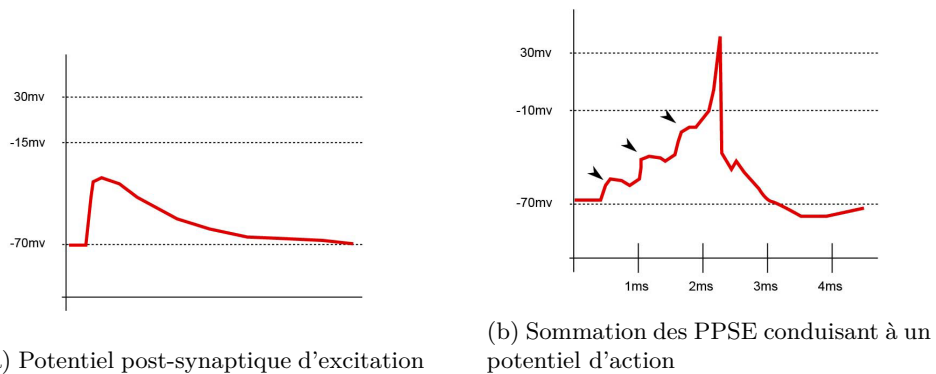 30mv
-15mv
-70mv
) Potentiel post-synaptique d'excitation
30mv
-10mv
-70mv
1ms 2ms 3ms 4ms
(b) Sommation des PPSE conduisant à un
potentiel d'action